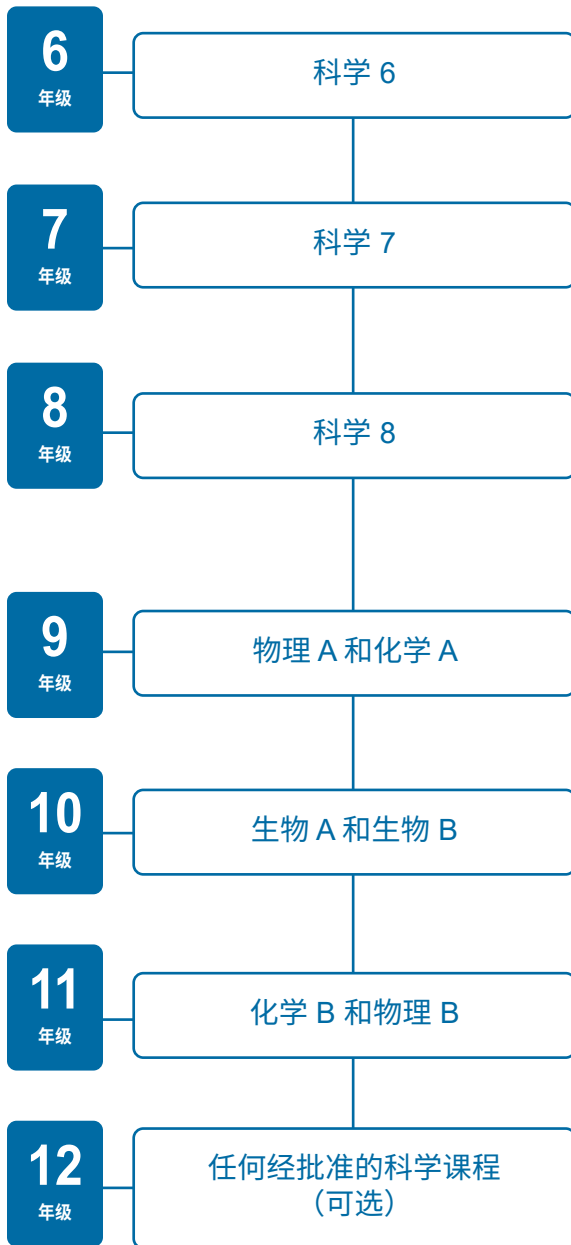 6
年级
科学 6
7
年级
科学 7
8
年级
科学 8
9
年级
物理 A 和化学 A
10
年级
生物 A 和生物 B
11
年级
化学 B 和物理 B
12
年级
任何经批准的科学课程
（可选）